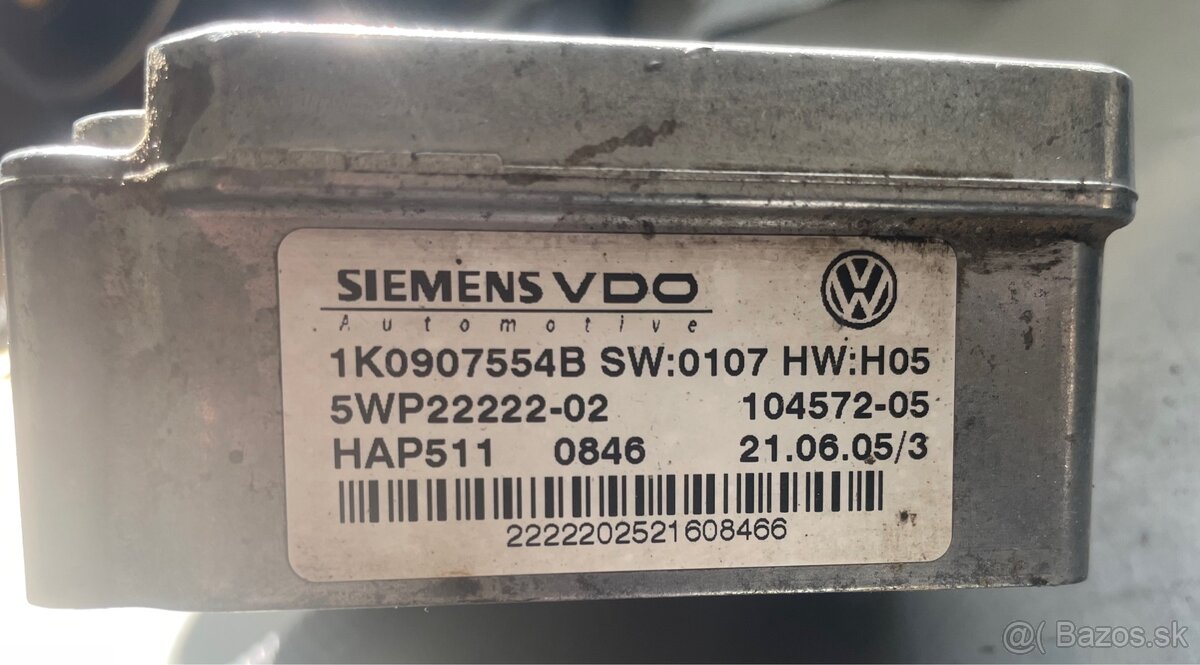 SIEMENS VDO
Automotive
1K0907554B SW:0107 HW:H05
5WP22222-02 104572-05
HAP511 0846 21.06.05/3
2222202521608466
@( Bazos.sk